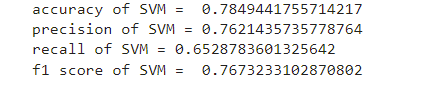 accuracy of SVM =  0.7849441755714217
precision of SVM = 0.7621435735778764
recall of SVM = 0.6528783601325642
f1 score of SVM =  0.7673233102870802